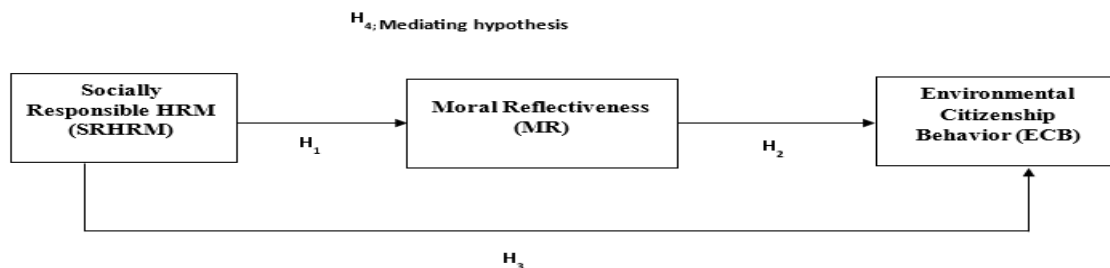 H4; Mediating hypothesis
Socially
Responsible HRM
(SRHRM)
H1
Moral Reflectiveness
(MR)
H2
Environmental
Citizenship
Behavior (ECB)
H3